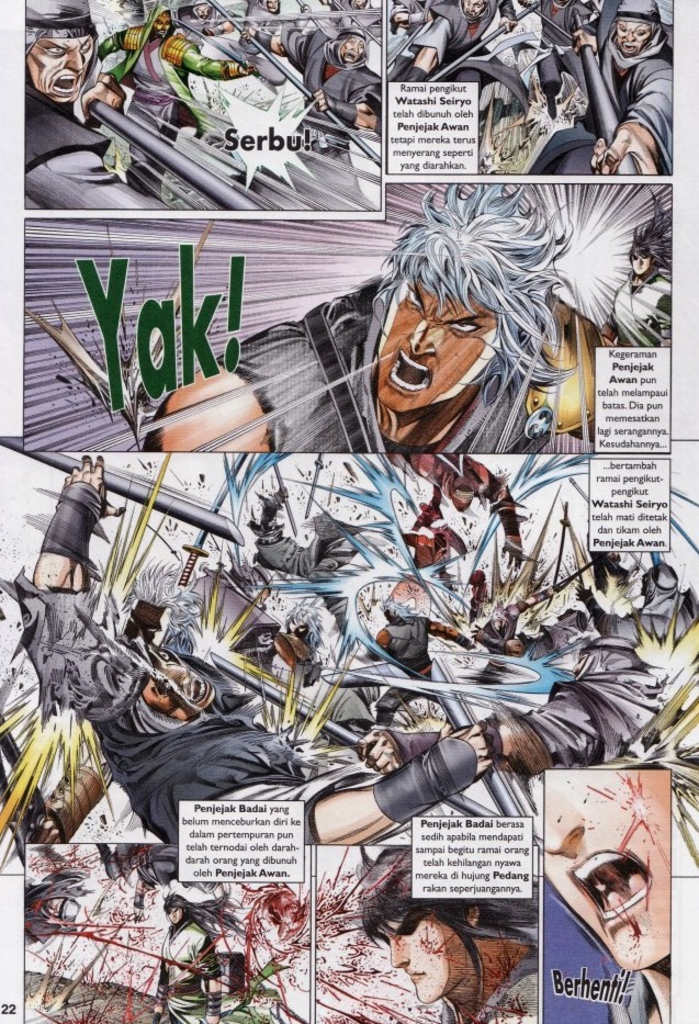 Serbu!
Ramai pengikut
Watashi Seiryo
telah dibunuh oleh
Penjejak Awan
tetapi mereka terus
menyerang seperti
yang diarahkan.
Yak!
Kegeraman
Penjejak
Awan pun
telah melampaui
batas. Dia pun
memesatkan
lagi serangannya.
Kesudahannya...
...bertambah
ramai pengikut-
pengikut
Watashi Seiryo
telah mati ditetak
dan tikam oleh
Penjejak Awan.
Penjejak Badai yang
belum menceburkan diri ke
dalam pertempuran pun
telah ternodai oleh darah-
darah orang yang dibunuh
oleh Penjejak Awan.
Penjejak Badai berasa
sedih apabila mendapati
sampai begitu ramai orang
telah kehilangan nyawa
mereka di hujung Pedang
rakan seperjuangannya.
Berhenti!
22